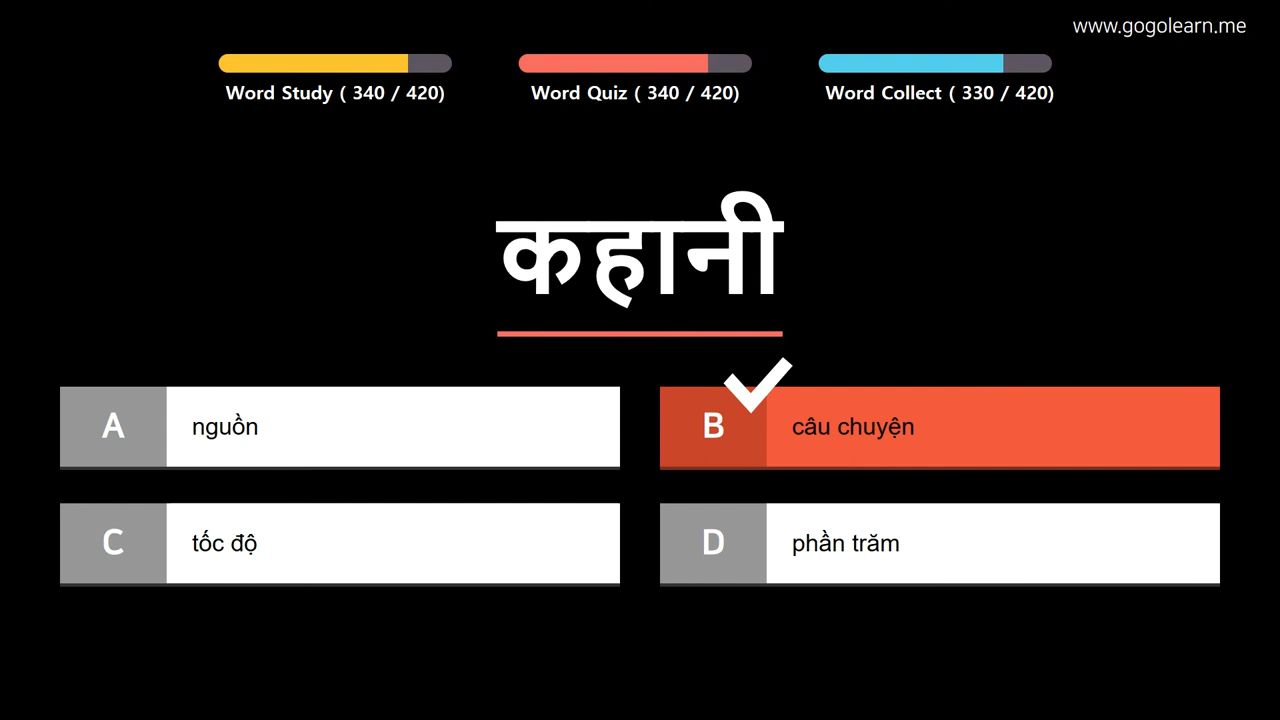 www.gogolearn.me
Word Study ( 340 / 420)
Word Quiz ( 340 / 420)
Word Collect ( 330 / 420)
कहानी
A nguồn
B câu chuyện
C tốc độ
D phần trăm